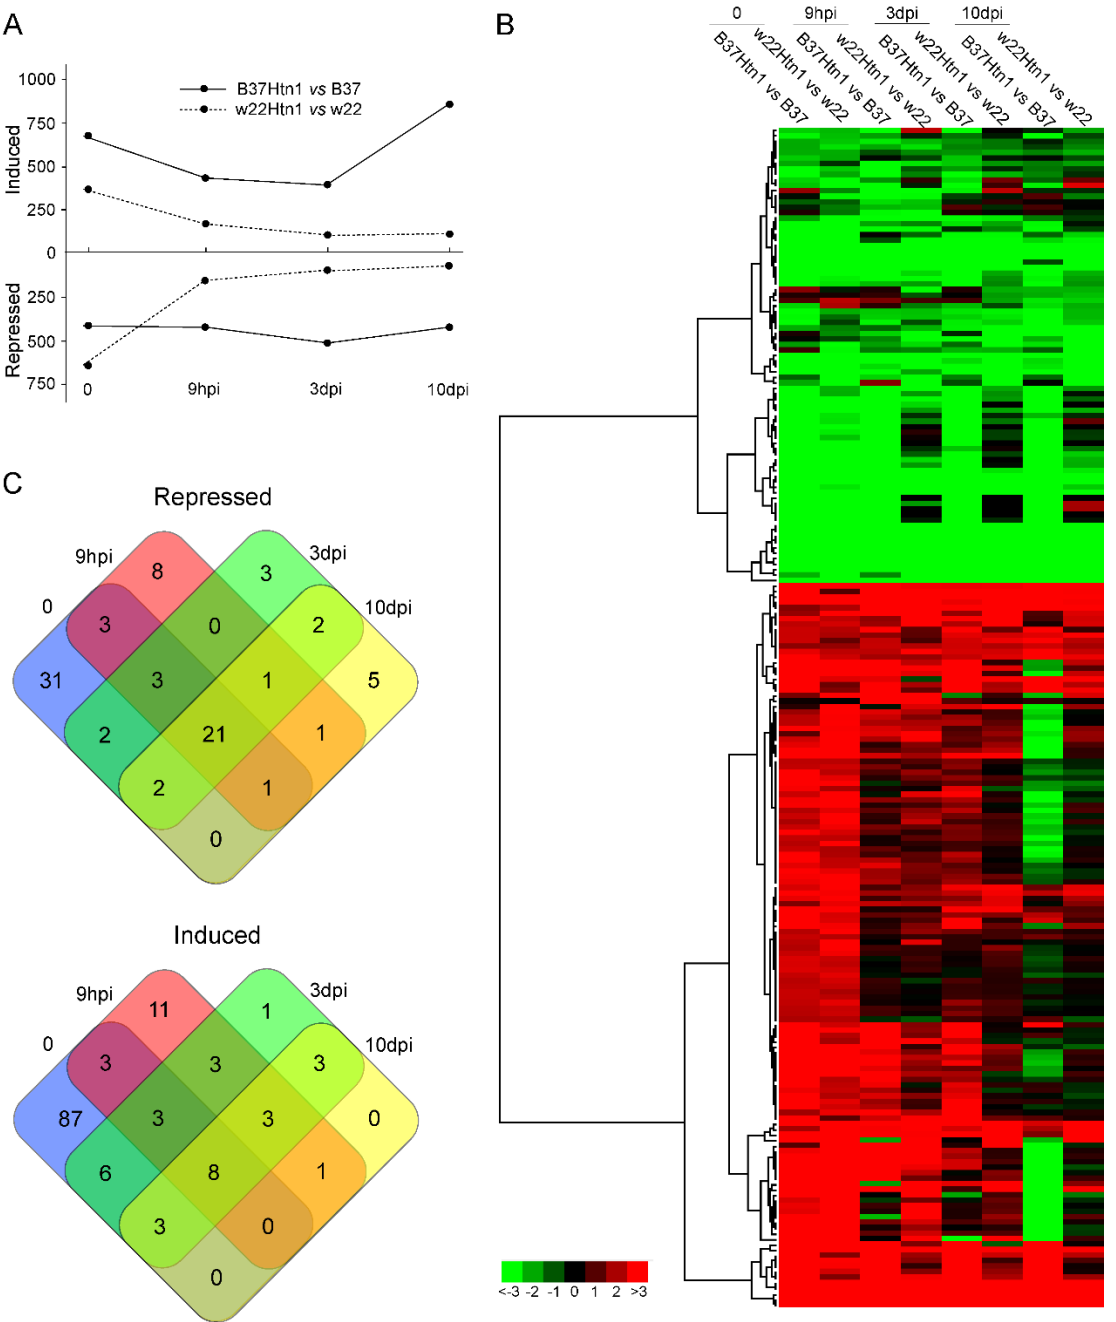 A
1000
750
500
250
0
250
500
750
Induced
Repressed
B37Htn1 vs B37
w22Htn1 vs w22
0
9hpi
3dpi
10dpi
B
0
9hpi
3dpi
10dpi
B37Htn1 vs B37
w22Htn1 vs w22
B37Htn1 vs B37
w22Htn1 vs w22
B37Htn1 vs B37
w22Htn1 vs w22
B37Htn1 vs B37
w22Htn1 vs w22
<-3 -2 -1 0 1 2 >3
C
Repressed
9hpi
3dpi
0
10dpi
8
3
3
0
2
31
3
1
5
2
21
1
2
1
0
Induced
9hpi
3dpi
0
10dpi
11
1
3
3
3
87
3
3
0
6
8
1
3
0
0